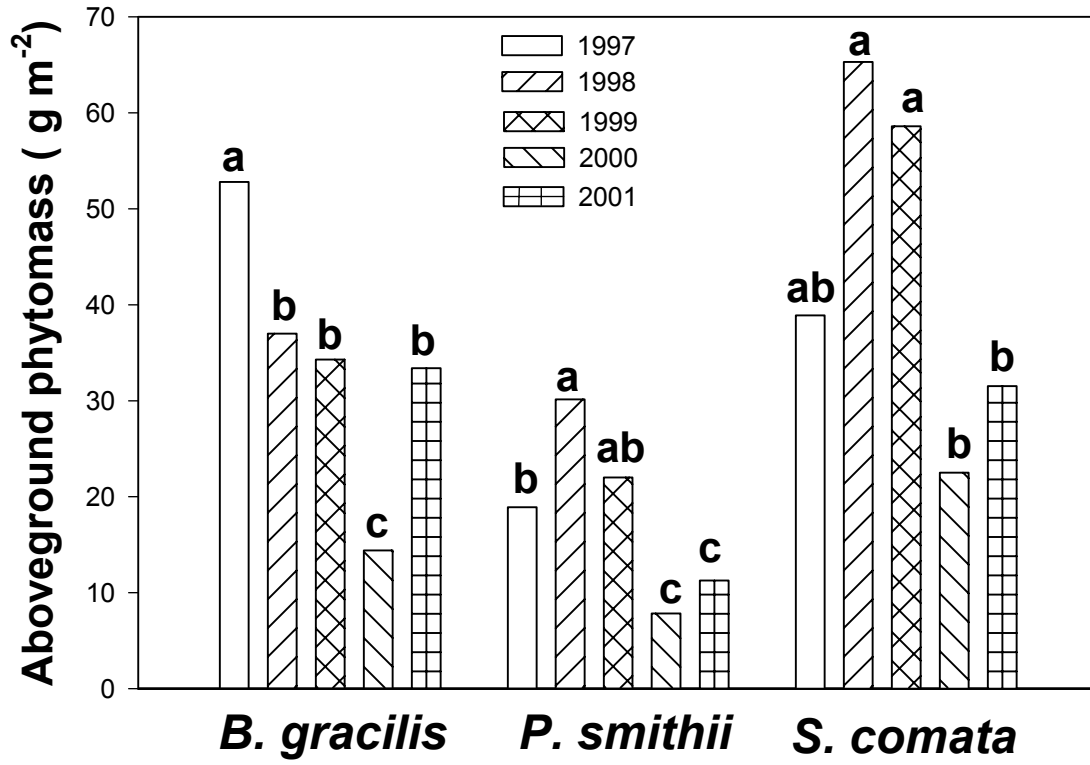 Aboveground phytomass ( g m-2)
70
60
50
40
30
20
10
0
1997
1998
1999
2000
2001
a
b
b
c
b
b
a
ab
c
c
ab
a
a
b
b
B. gracilis
P. smithii
S. comata